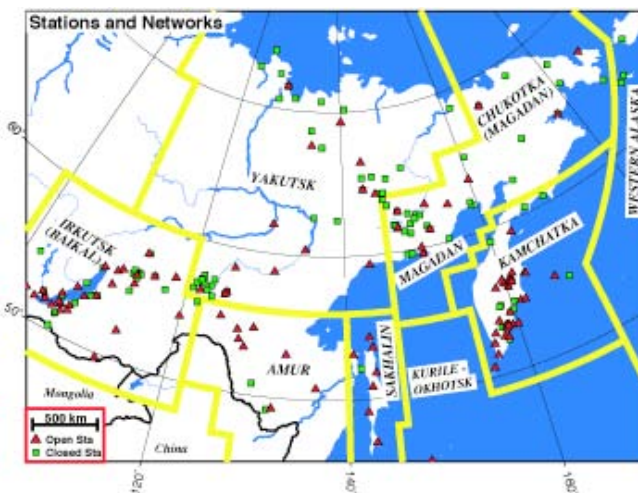 Stations and Networks
60
CHUKOTKA
(MAGADAN)
WESTERN ALASKA
YAKUTSK
IRKUTSK
(BAIKAL)
KAMCHATKA
MAGADAN
50°
AMUR
SAKHALIN
KURILE -
OKHOTSK
Mongolia
500 km
Open Sta
Closed Sta
China
120°
140°
160°